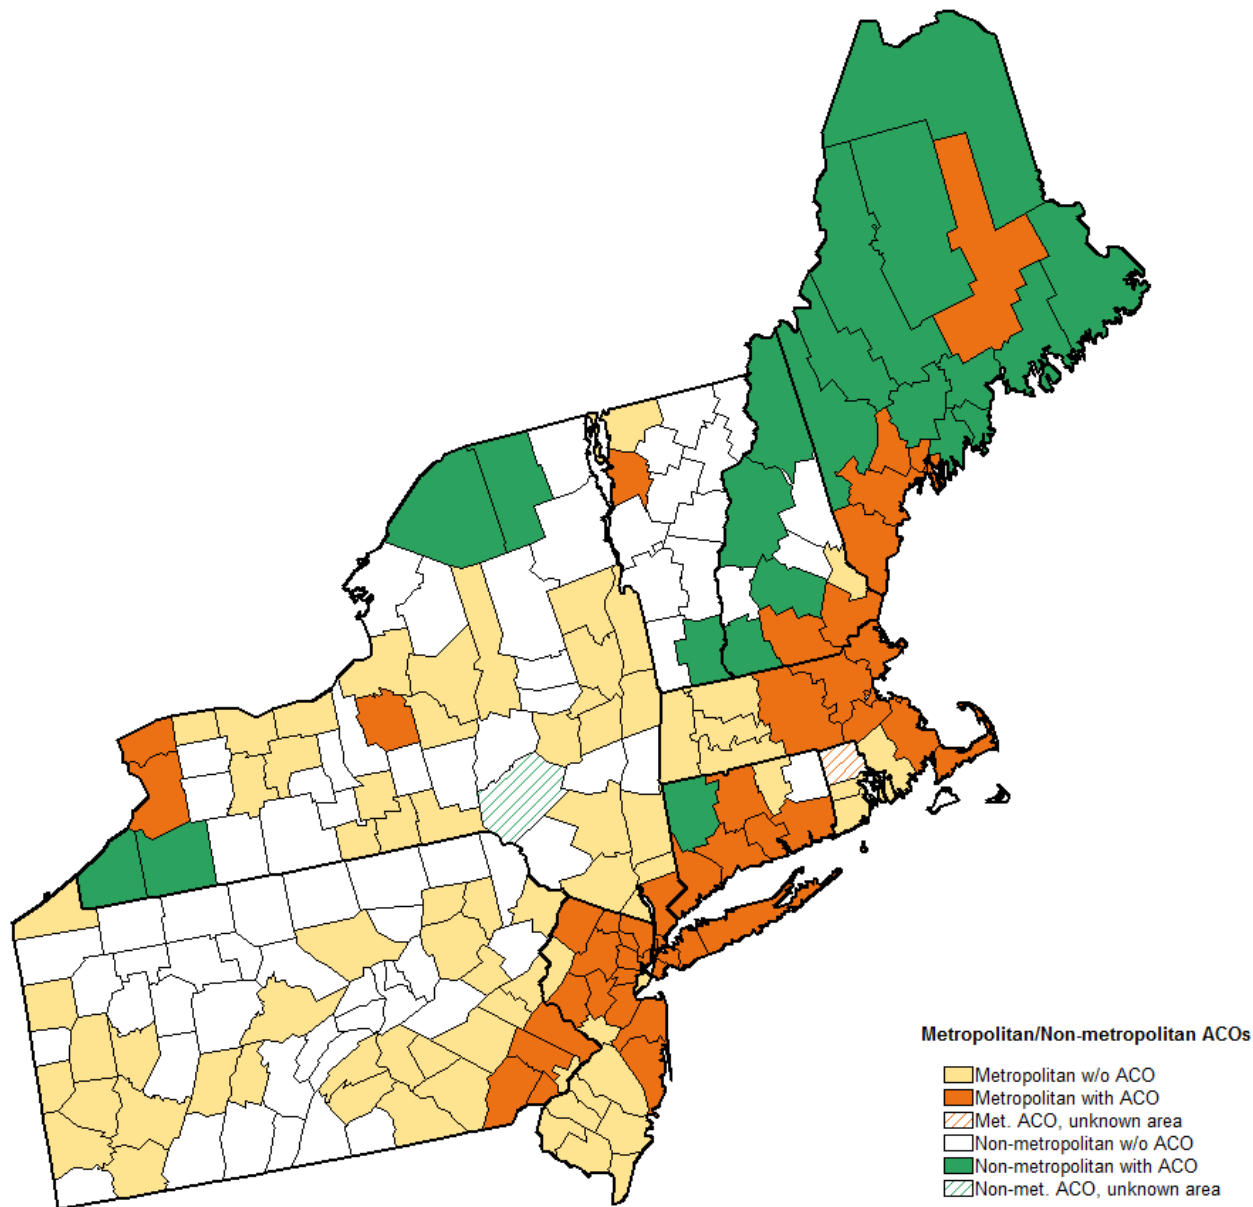 Metropolitan/Non-metropolitan ACOs
Metropolitan w/o ACO
Metropolitan with ACO
Met. ACO, unknown area
Non-metropolitan w/o ACO
Non-metropolitan with ACO
Non-met. ACO, unknown area